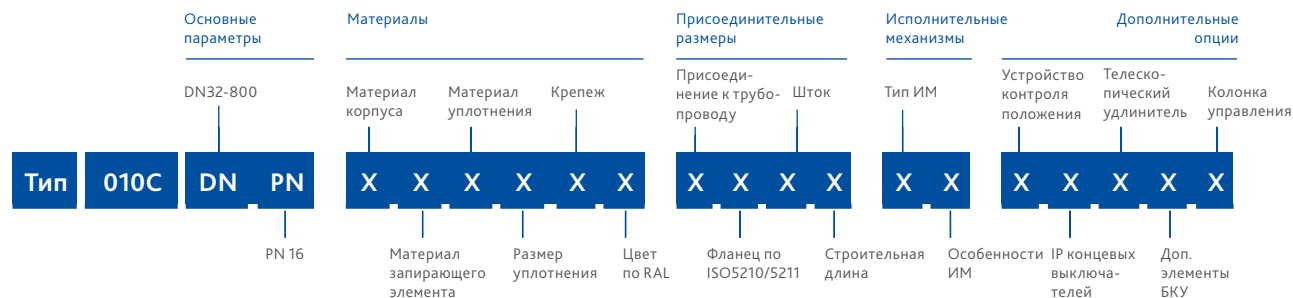 Основные
параметры
Материалы
Присоединительные
размеры
Исполнительные
механизмы
Дополнительные
опции
DN32-800
Материал
корпуса
Материал
уплотнения
Крепеж
Присоеди-
нение к трубо-
проводу
Шток
Тип ИМ
Устройство
контроля
положения
Телеско-
пический
удлинитель
Колонка
управления
Тип 010C DN PN X X X X X X X X X X X X X X X X X
PN 16
Материал
запирающего
элемента
Размер
уплотнения
Цвет
по RAL
Фланец по
ISO5210/5211
Строительная
длина
Особенности
ИМ
IP концевых
выключа-
телей
Доп.
элементы
БКУ